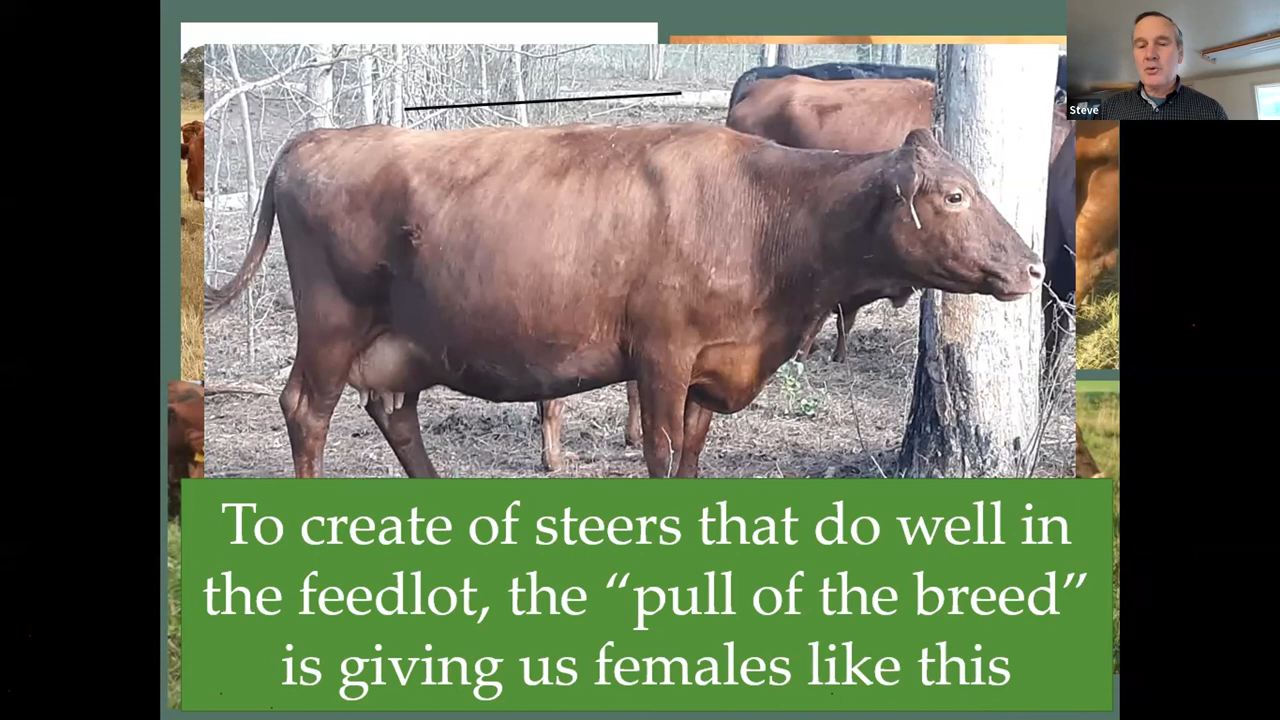 Steve
To create of steers that do well in
the feedlot, the “pull of the breed”
is giving us females like this